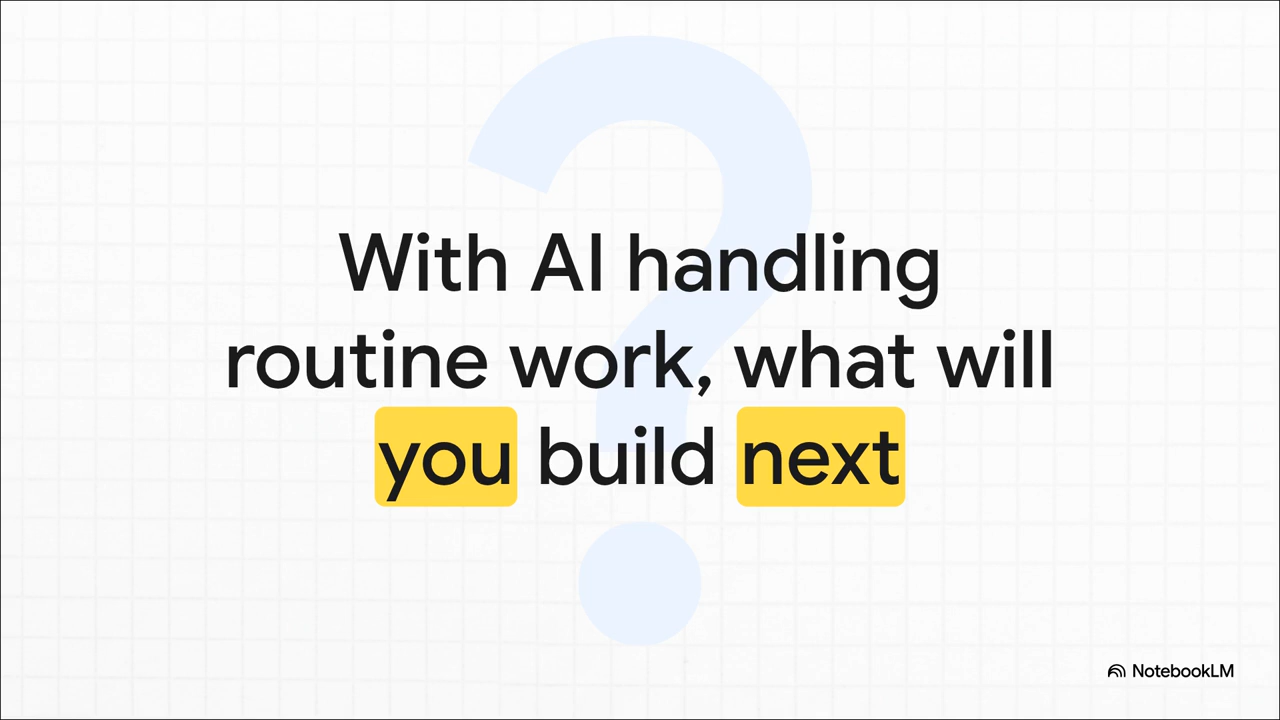 With AI handling
routine work, what will
you build next
?
NotebookLM